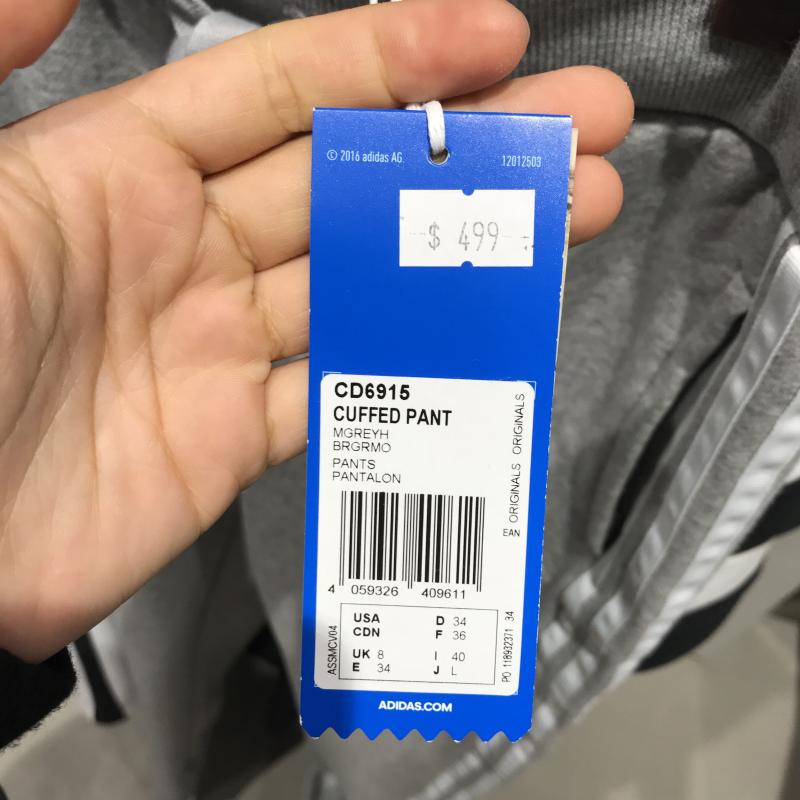 © 2016 adidas AG.
12012503
$ 499
CD6915
CUFFED PANT
MGREYH
BRGRMO
PANTS
PANTALON
ORIGINALS ORIGINALS
EAN
4 059326 409611
ASSMCV04
USA
CDN
UK 8
E 34
D 34
F 36
I 40
J L
PO 118932371 34
ADIDAS.COM